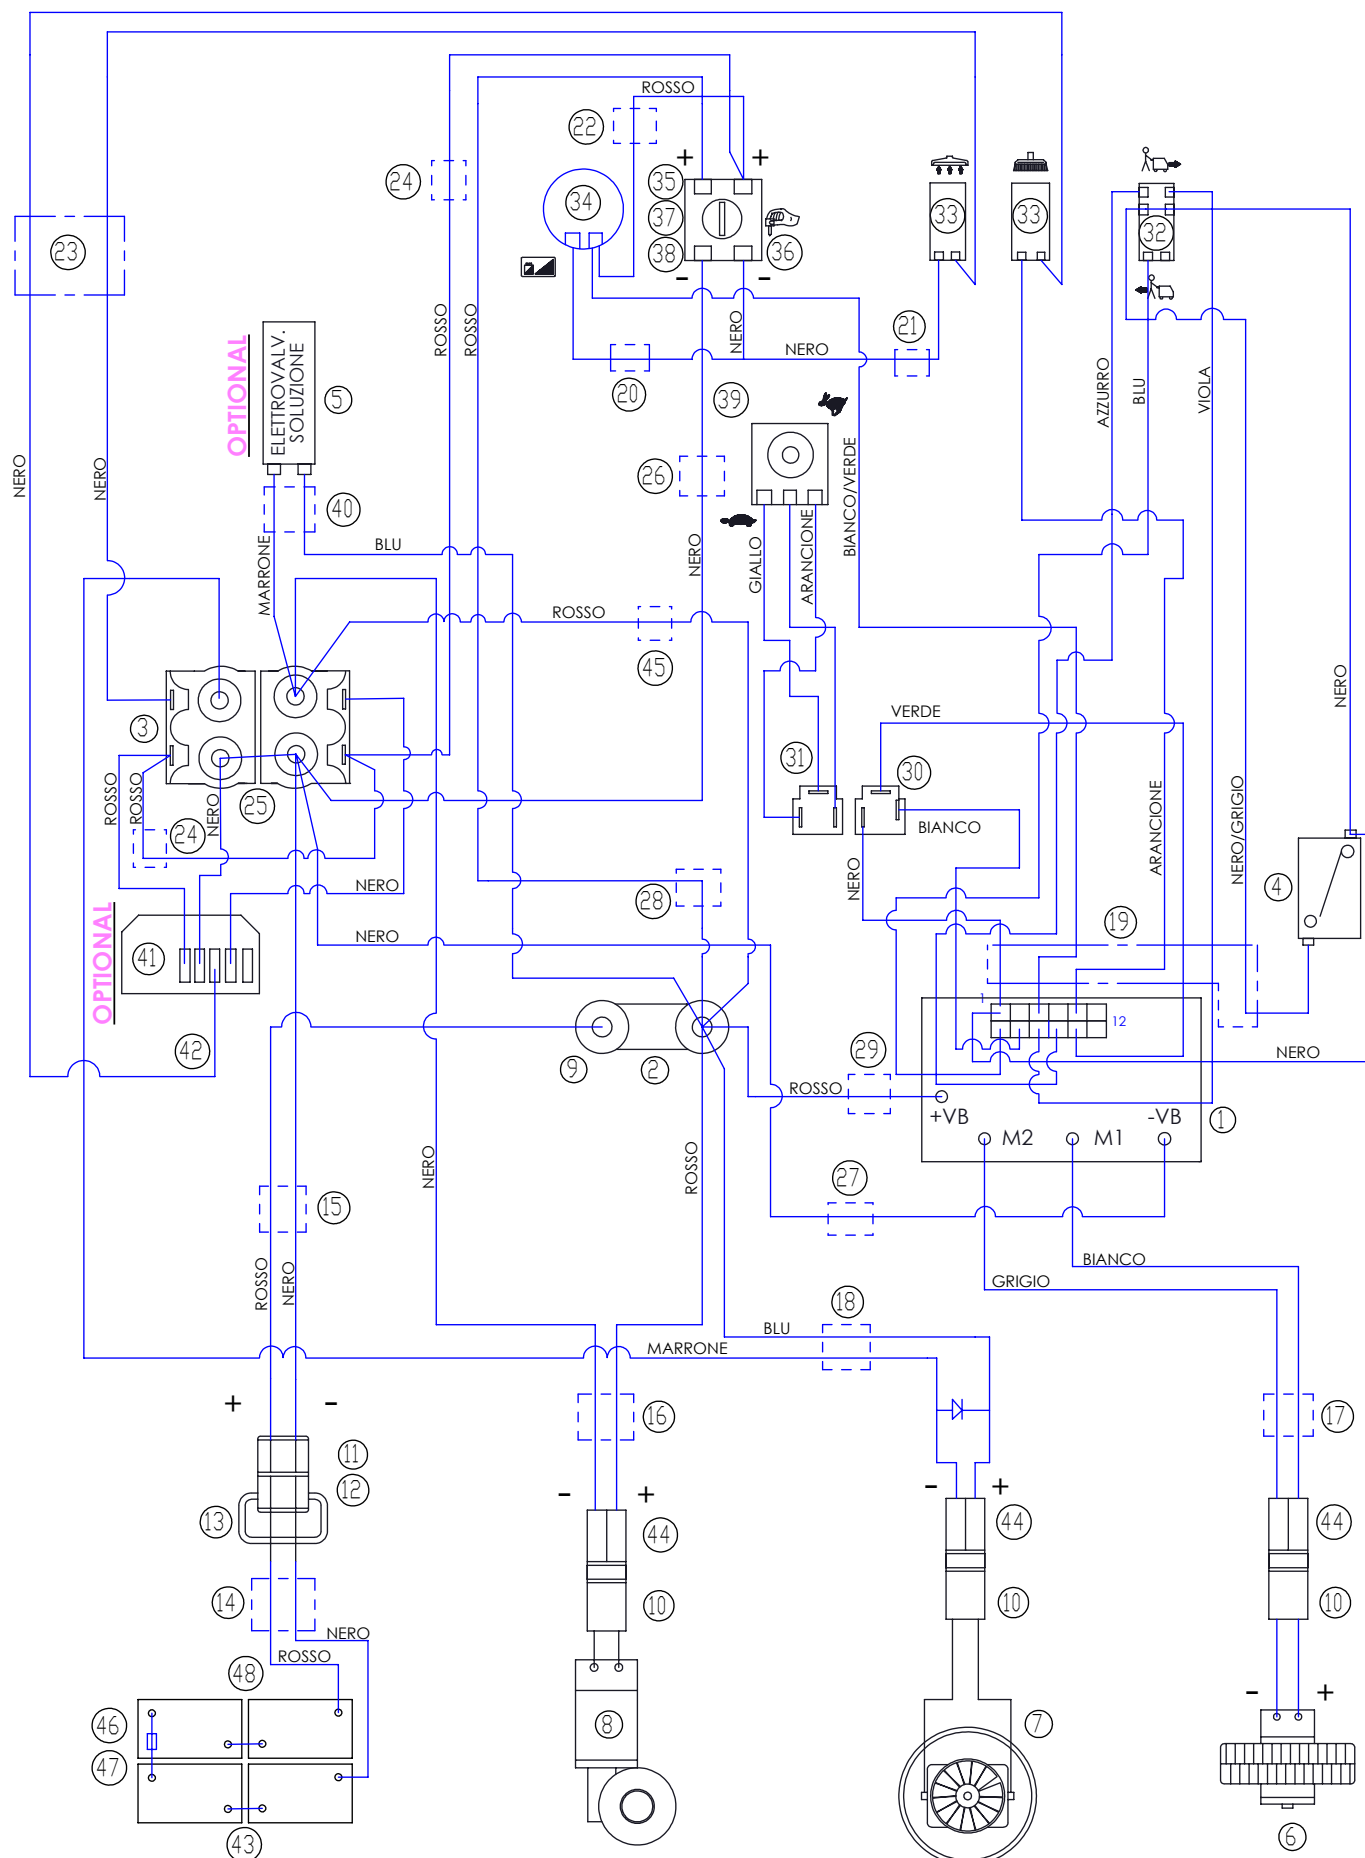 ROSSO
22
+
+
24
35
34
33
33
37
32
23
38
36
-
-
21
NERO
ROSSO
ROSSO
NERO
20
39
AZZURRO
BLU
VIOLA
OPTIONAL
ELETTROVALV.
SOLUZIONE
5
NERO
NERO
26
BIANCO/VERDE
40
BLU
MARRONE
NERO
GIALLO
ARANCIONE
ROSSO
45
NERO
3
VERDE
31
30
ROSSO
ROSSO
NERO
25
24
BIANCO
ARANCIONE
NERO/GRIGIO
NERO
NERO
28
4
OPTIONAL
41
NERO
19
1
12
42
9
2
29
NERO
ROSSO
+VB
-VB
M2
M1
1
NERO
ROSSO
15
27
ROSSO
NERO
BIANCO
GRIGIO
18
BLU
MARRONE
+
-
16
17
11
12
-
+
-
+
13
44
44
44
14
10
10
10
NERO
ROSSO
48
-
+
46
8
7
47
43
6